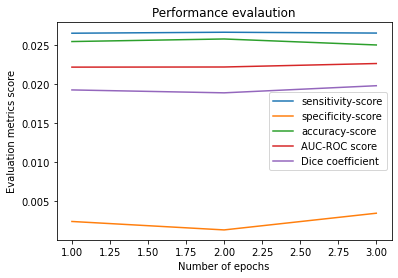 Performance evalaution
Evaluation metrics score
0.025
0.020
0.015
0.010
0.005
sensitivity-score
specificity-score
accuracy-score
AUC-ROC score
Dice coefficient
1.00 1.25 1.50 1.75 2.00 2.25 2.50 2.75 3.00
Number of epochs